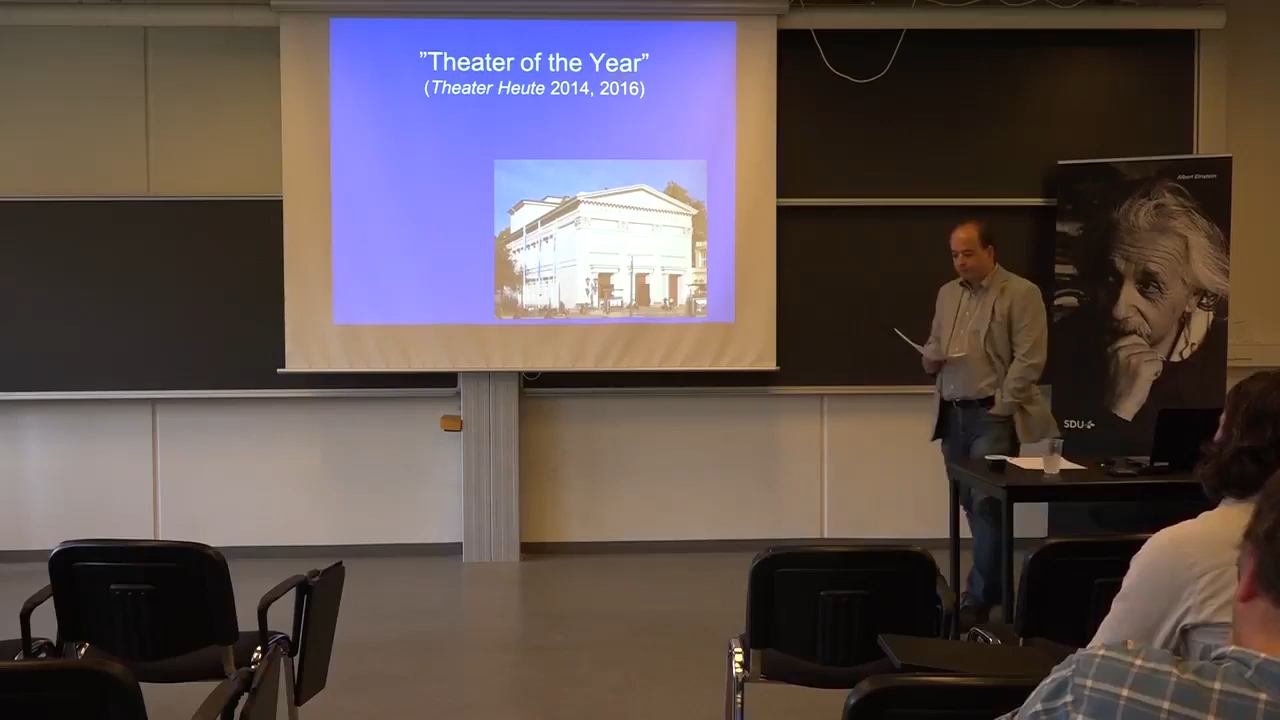 ”Theater of the Year”
(Theater Heute 2014, 2016)
Albert Einstein
SDU